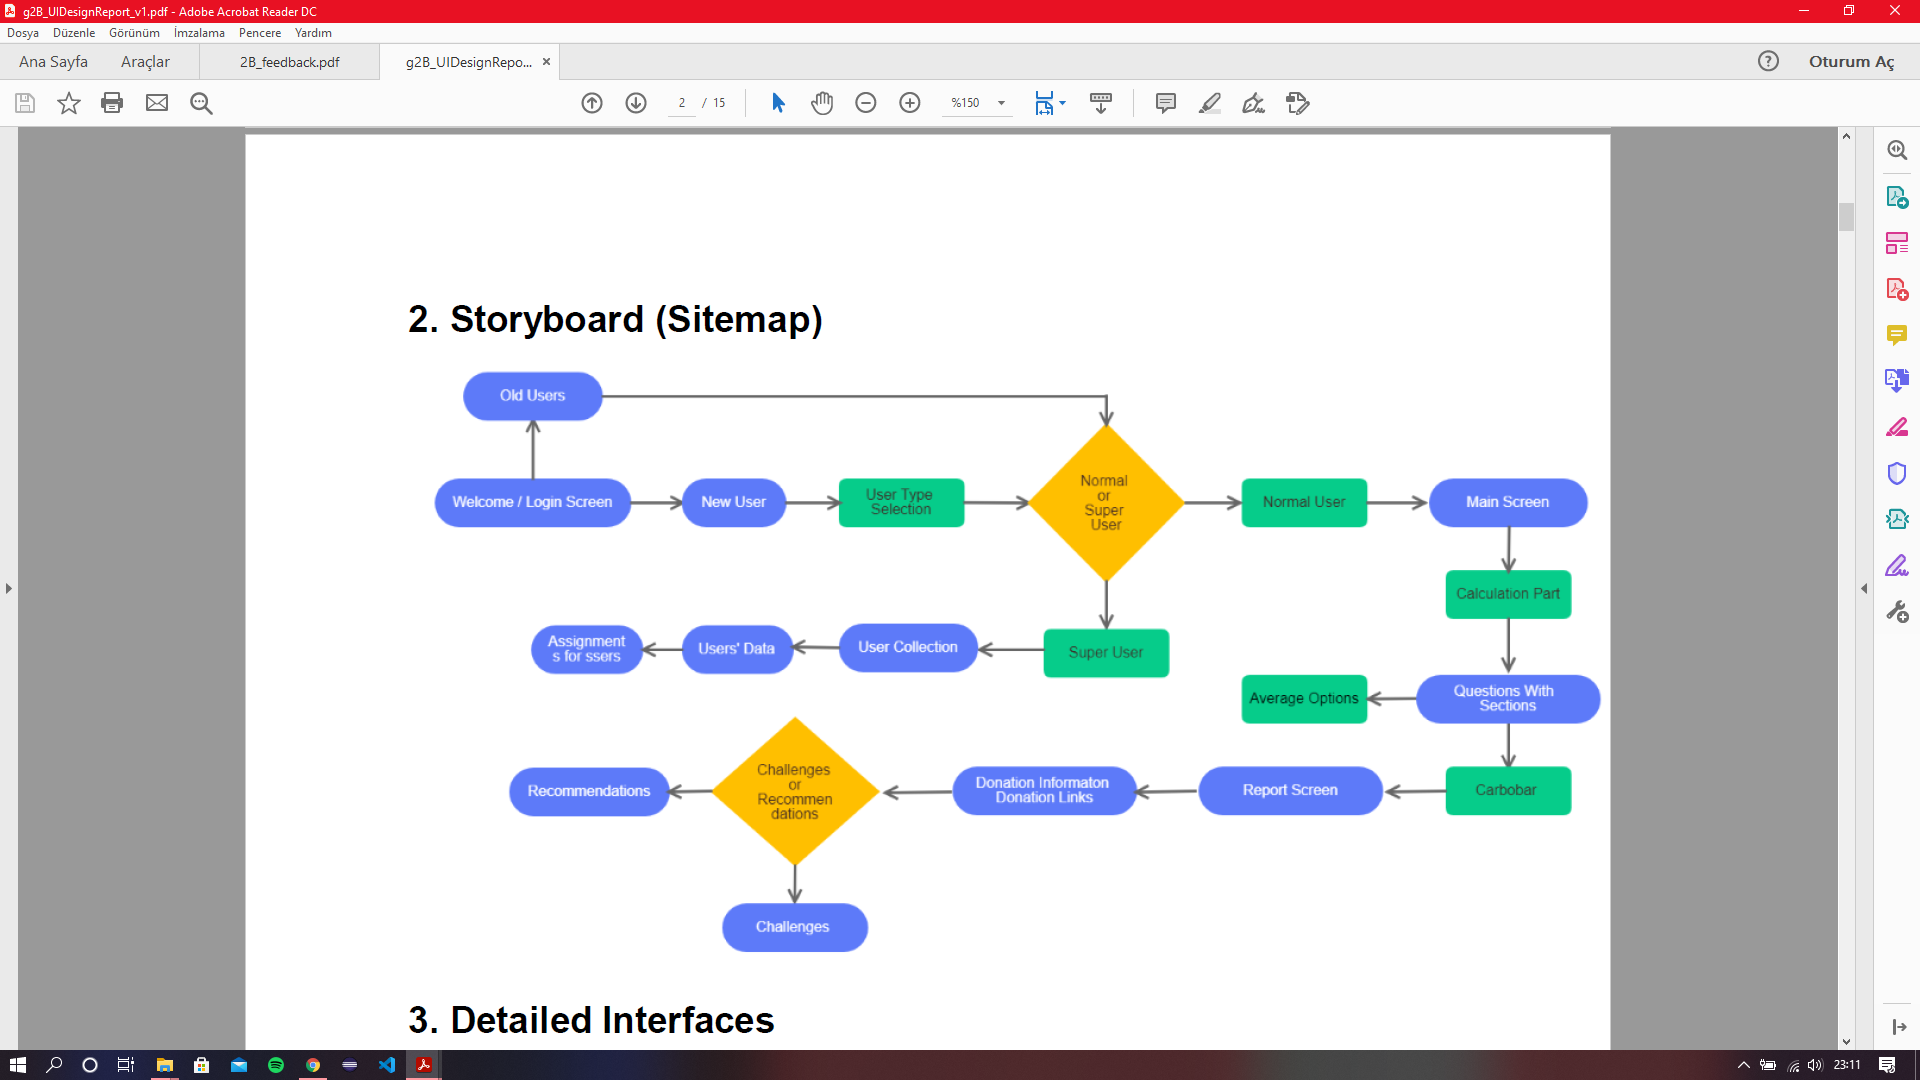 g2B_UIDesignReport_v1.pdf - Adobe Acrobat Reader DC
Dosya Düzenle Görünüm İmzalama Pencere Yardım
Ana Sayfa Araçlar 2B_feedback.pdf g2B_UIDesignRepo... × ? Oturum Aç
2 / 15 %150
2. Storyboard (Sitemap)
Old Users
Welcome / Login Screen
New User
User Type
Selection
Normal
or
Super
User
Normal User
Main Screen
Calculation Part
Assignment
s for ssers
Users' Data
User Collection
Super User
Average Options
Questions With
Sections
Recommendations
Challenges
or
Recommen
dations
Donation Informaton
Donation Links
Report Screen
Carbobar
Challenges
3. Detailed Interfaces
23:11